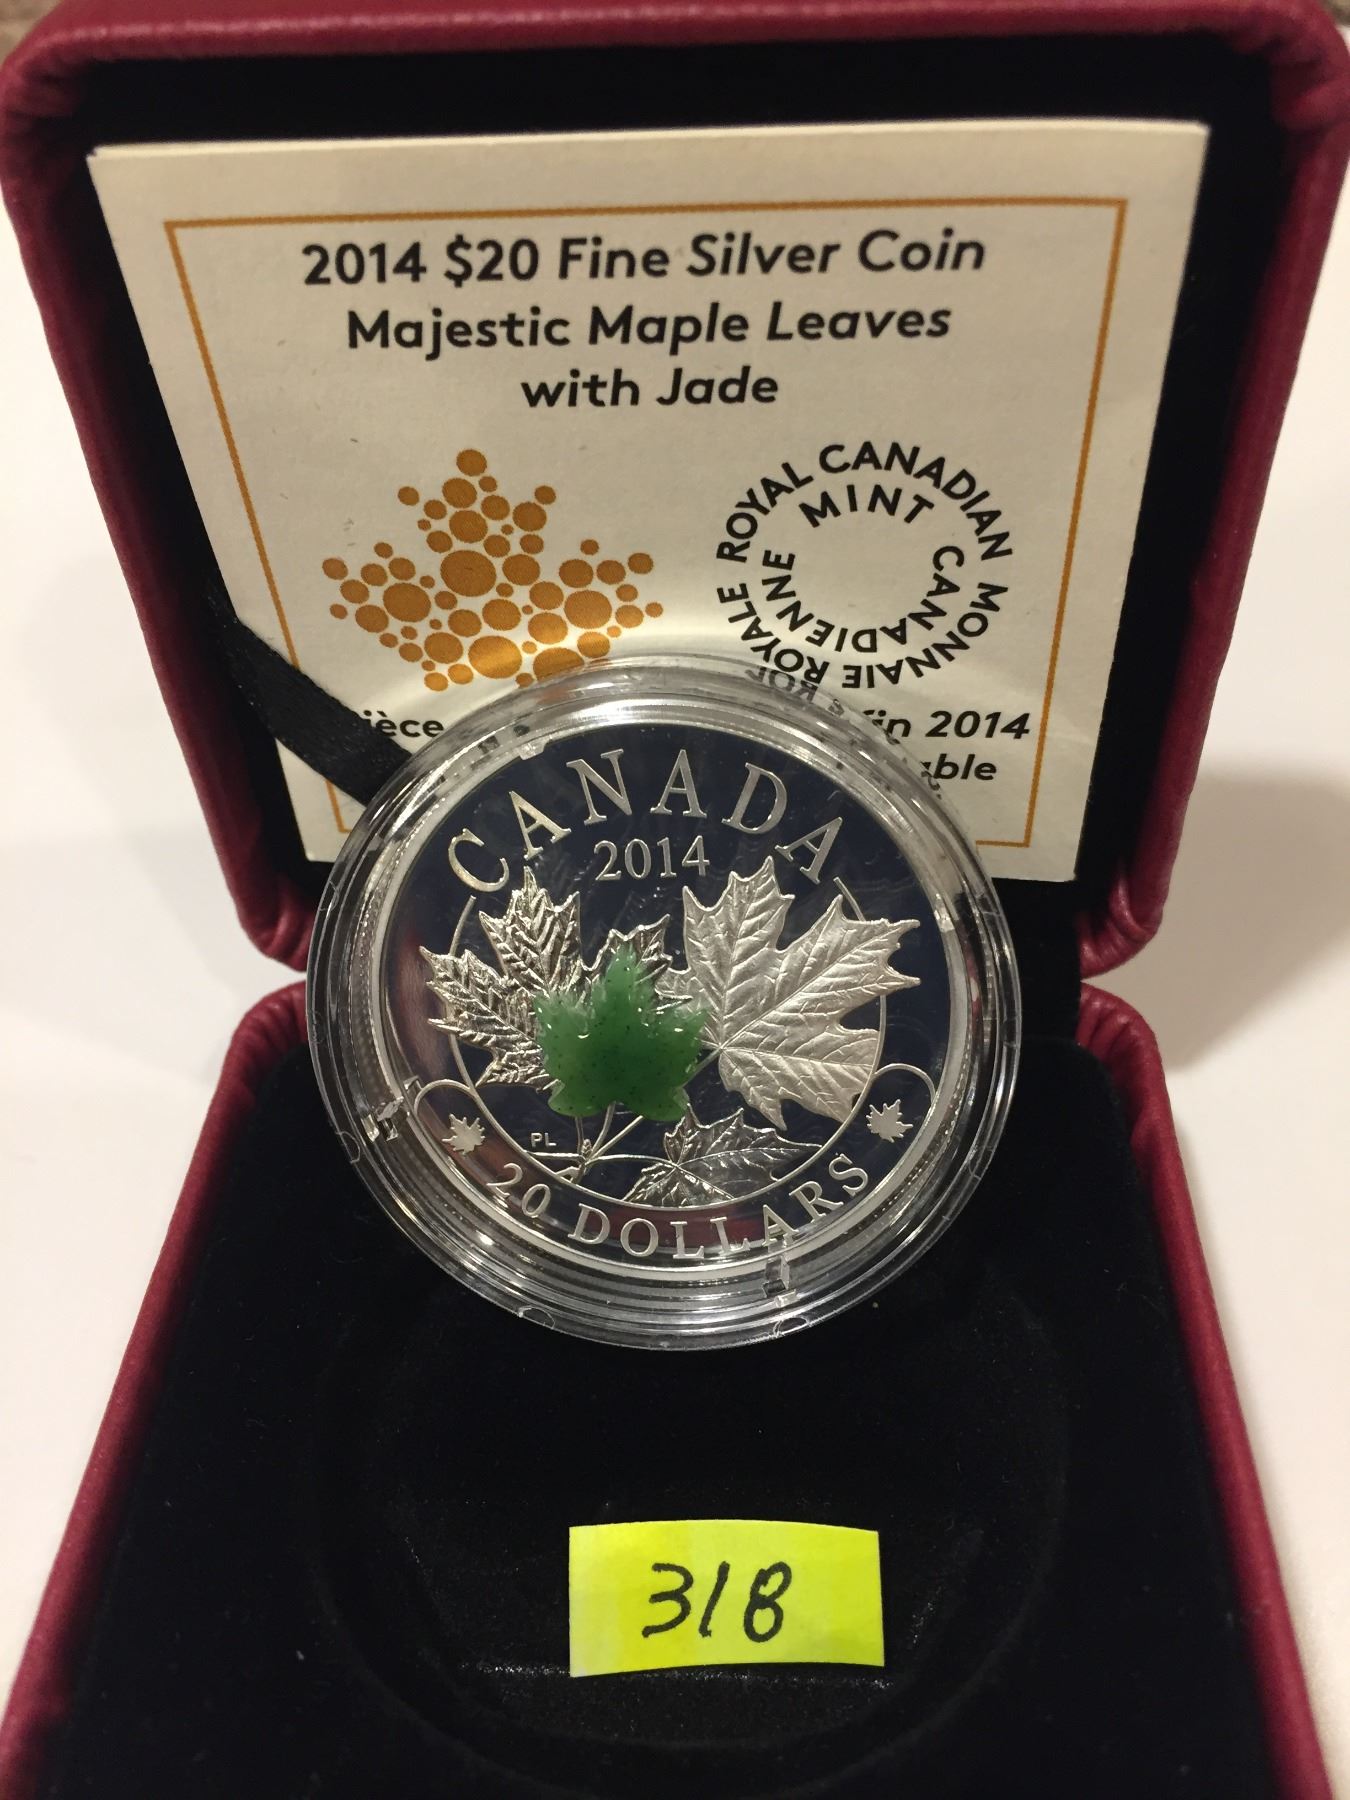 2014 $20 Fine Silver Coin
Majestic Maple Leaves
with Jade
ROYAL CANADIAN MINT
MONNAIE ROYALE CANADIENNE
2014
CANADA
2014
PL
20 DOLLARS
318